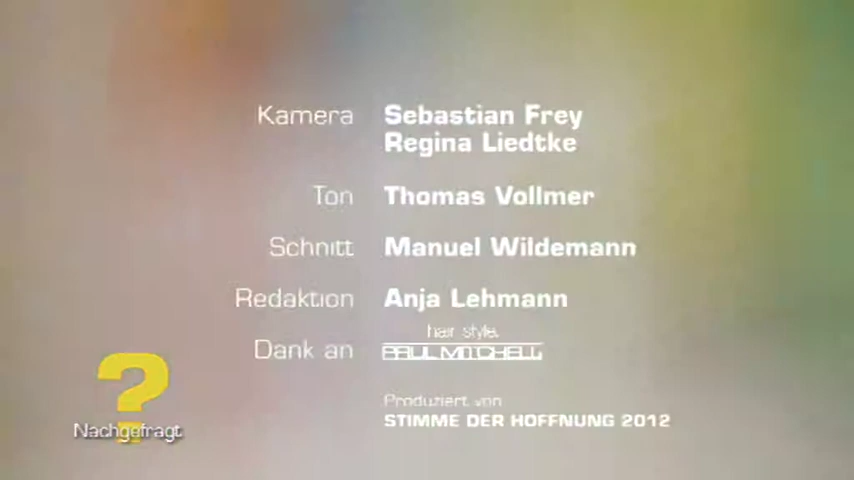 Kamera Sebastian Frey
Regina Liedtke
Ton Thomas Vollmer
Schnitt Manuel Wildemann
Redaktion Anja Lehmann
hair style.
Dank an PAUL MITCHELL
Produziert von
STIMME DER HOFFNUNG 2012
?
Nachgefragt